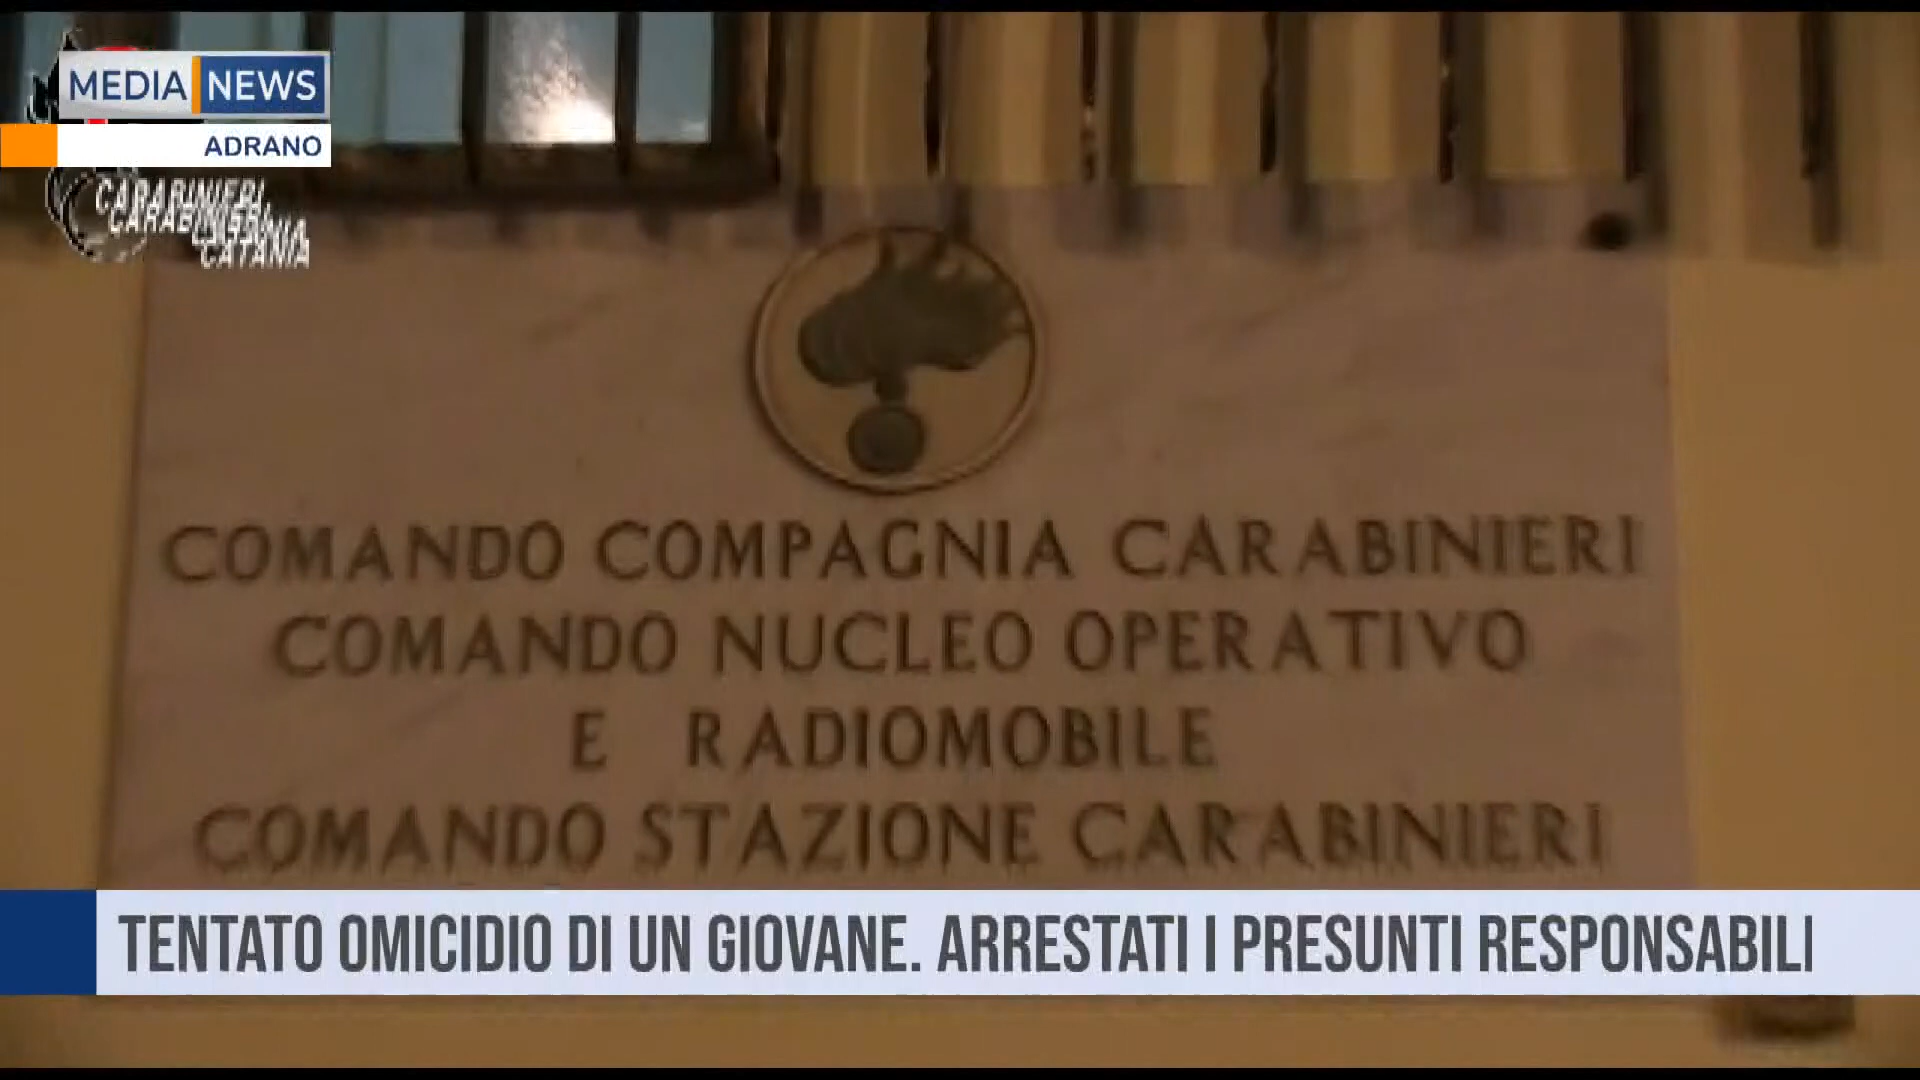 MEDIA NEWS
ADRANO
CARABINIERI
CATANIA
COMANDO COMPAGNIA CARABINIERI
COMANDO NUCLEO OPERATIVO
E RADIOMOBILE
COMANDO STAZIONE CARABINIERI
TENTATO OMICIDIO DI UN GIOVANE. ARRESTATI I PRESUNTI RESPONSABILI